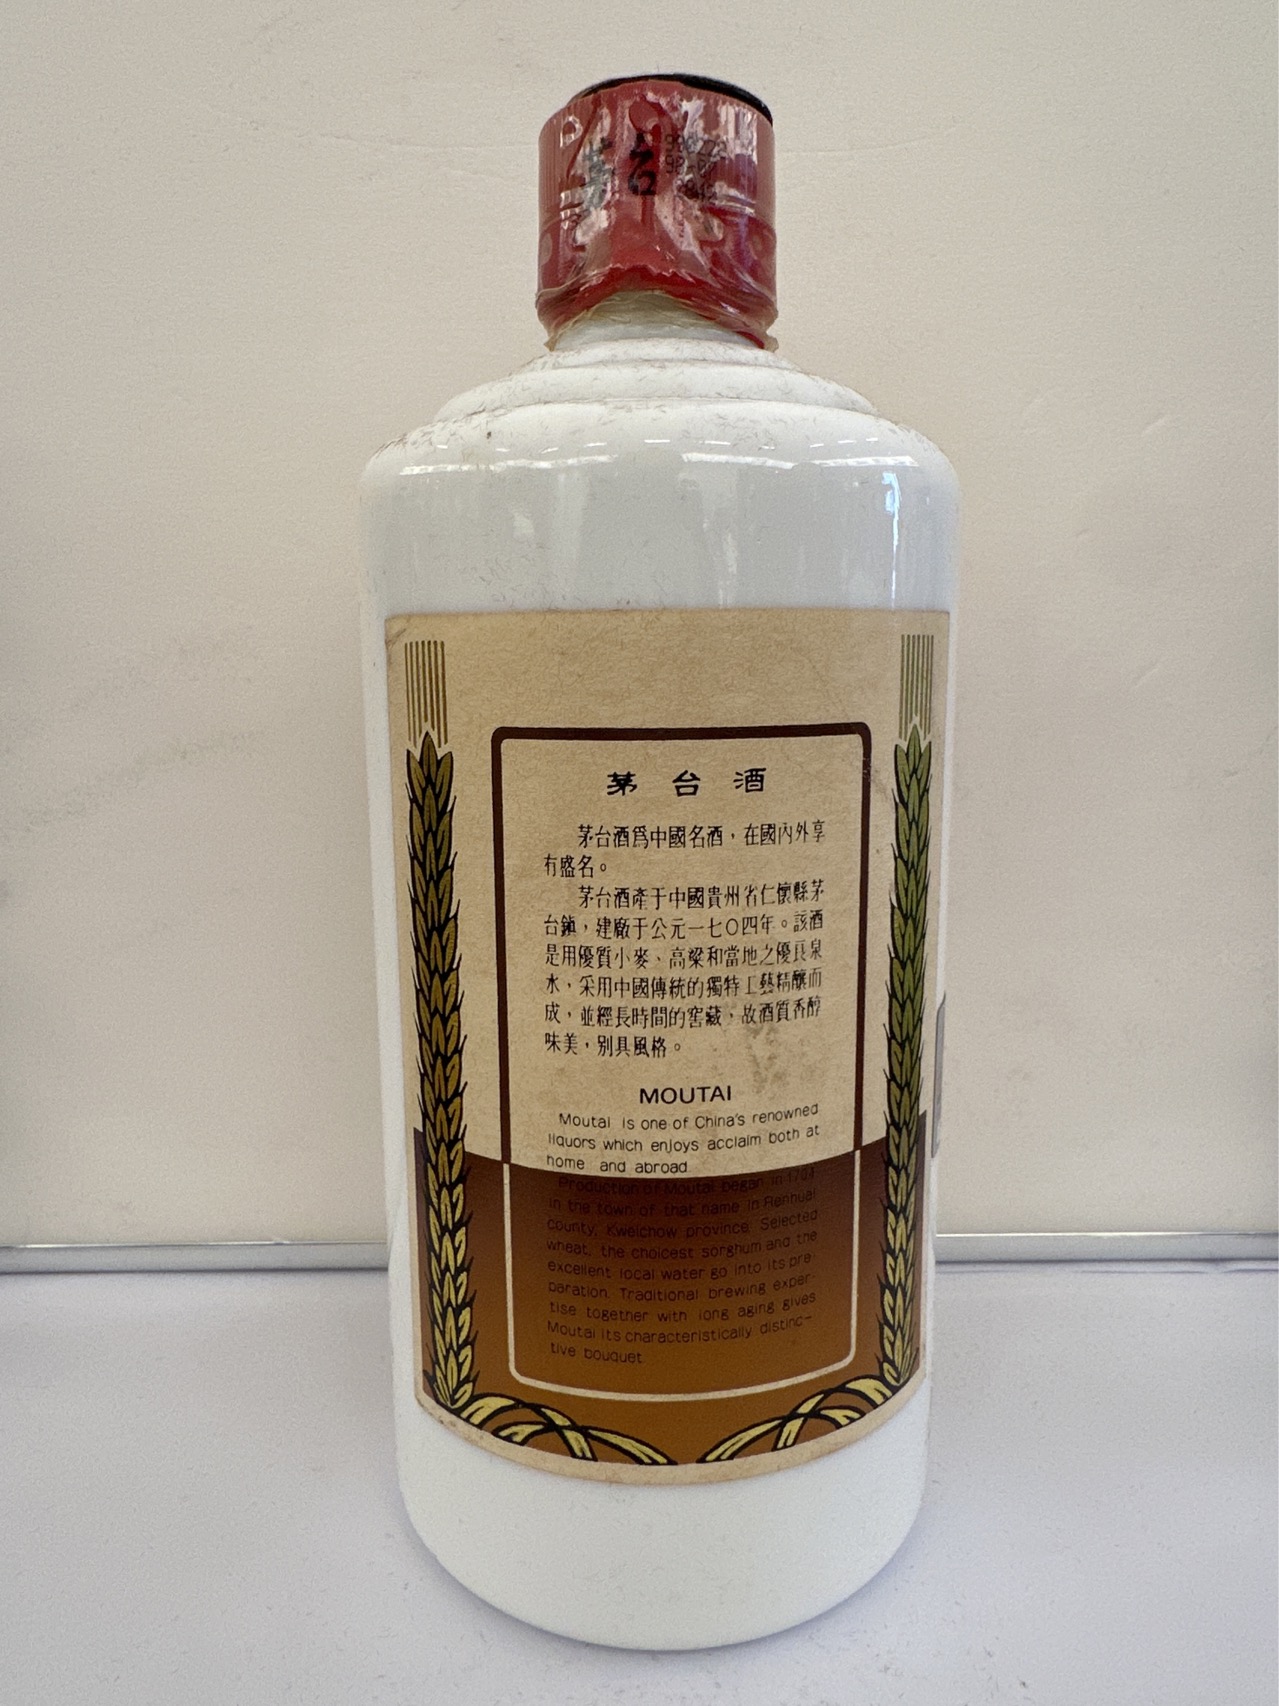 茅台
茅台酒
茅台酒爲中國名酒，在國內外享
有盛名。
茅台酒產于中國貴州省仁懷縣茅
台鎮，建廠于公元一七〇四年。該酒
是用優質小麥、高粱和當地之優良泉
水，采用中國傳統的獨特工藝精釀而
成，並經長時間的窖藏，故酒質香醇
味美，別具風格。
MOUTAI
Moutai is one of China's renowned
liquors which enjoys acclaim both at
home and abroad
Production of Moutai began in 1704
in the town of that name in Renhuai
county, Kweichow province. Selected
wheat, the choicest sorghum and the
excellent local water go into its pre-
paration. Traditional brewing exper-
tise together with long aging gives
Moutai its characteristically distinc-
tive bouquet